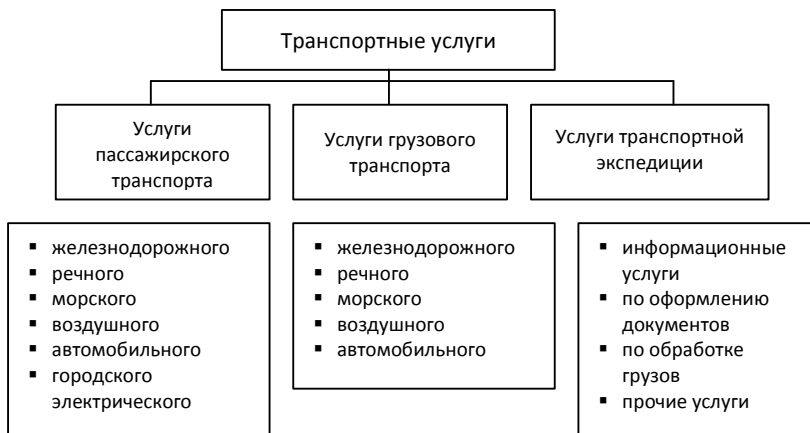 Транспортные услуги
Услуги
пассажирского
транспорта
Услуги грузового
транспорта
Услуги транспортной
экспедиции
▪ железнодорожного
▪ речного
▪ морского
▪ воздушного
▪ автомобильного
▪ городского
электрического
▪ железнодорожного
▪ речного
▪ морского
▪ воздушного
▪ автомобильного
▪ информационные
услуги
▪ по оформлению
документов
▪ по обработке
грузов
▪ прочие услуги